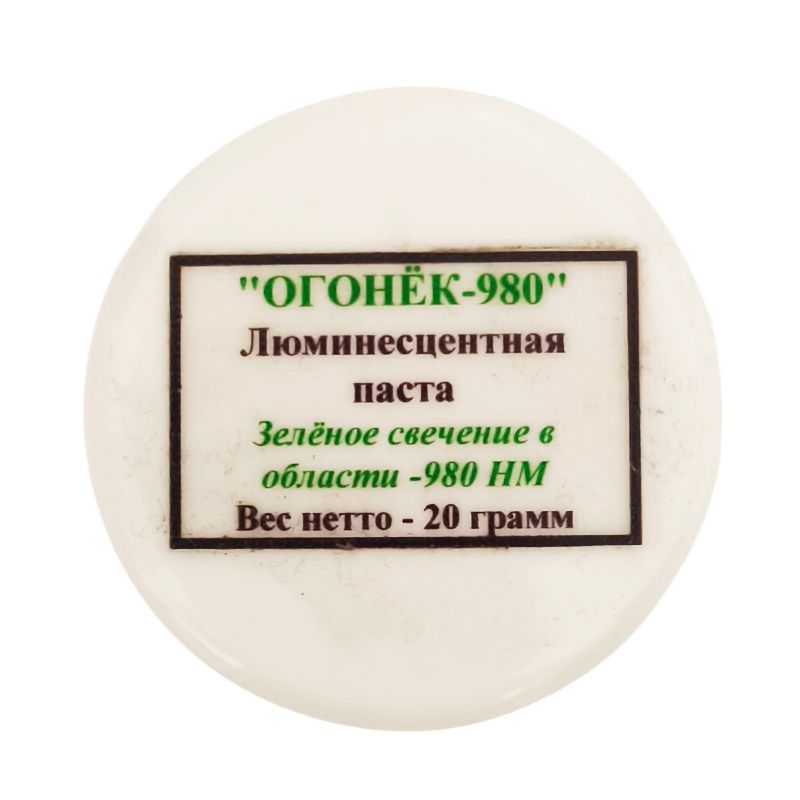 "ОГОНЁК-980"
Люминесцентная
паста
Зелёное свечение в
области -980 НМ
Вес нетто - 20 грамм